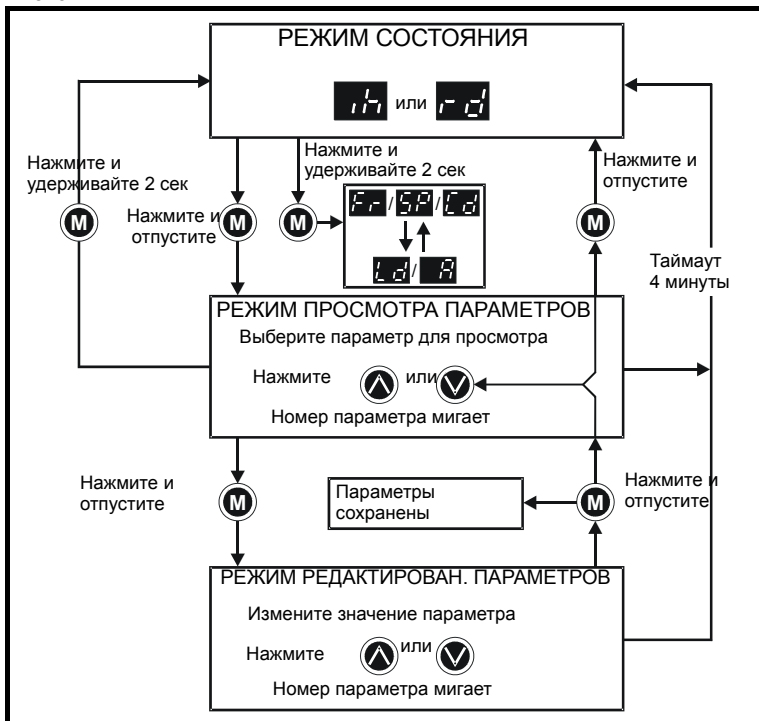 РЕЖИМ СОСТОЯНИЯ
ih или rd
Нажмите и
удерживайте 2 сек
M
Нажмите и
отпустите
M
Нажмите и
удерживайте 2 сек
M
Fr / SP / Cd
Ld / A
Нажмите и
отпустите
M
Таймаут
4 минуты
РЕЖИМ ПРОСМОТРА ПАРАМЕТРОВ
Выберите параметр для просмотра
Нажмите или
Номер параметра мигает
Нажмите и
отпустите
M
Параметры
сохранены
M
Нажмите и
отпустите
РЕЖИМ РЕДАКТИРОВАН. ПАРАМЕТРОВ
Измените значение параметра
Нажмите или
Номер параметра мигает